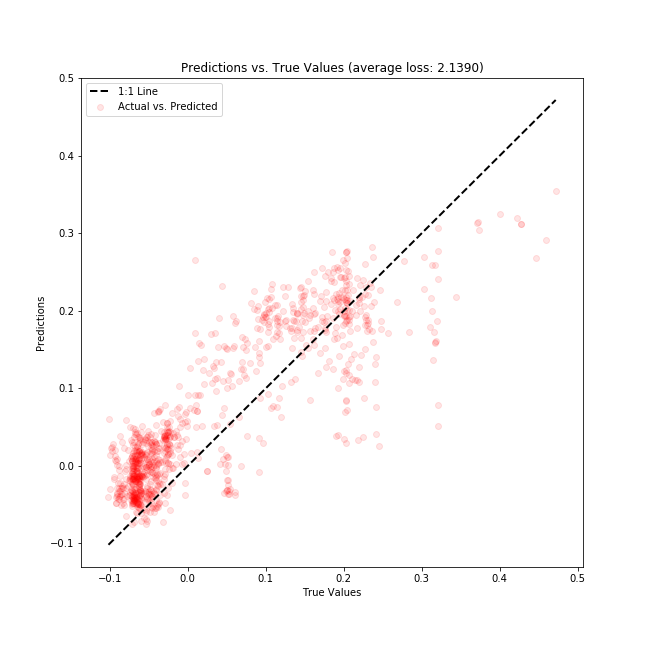 Predictions vs. True Values (average loss: 2.1390)
1:1 Line
Actual vs. Predicted
0.5
0.4
0.3
0.2
0.1
0.0
−0.1
Predictions
−0.1 0.0 0.1 0.2 0.3 0.4 0.5
True Values